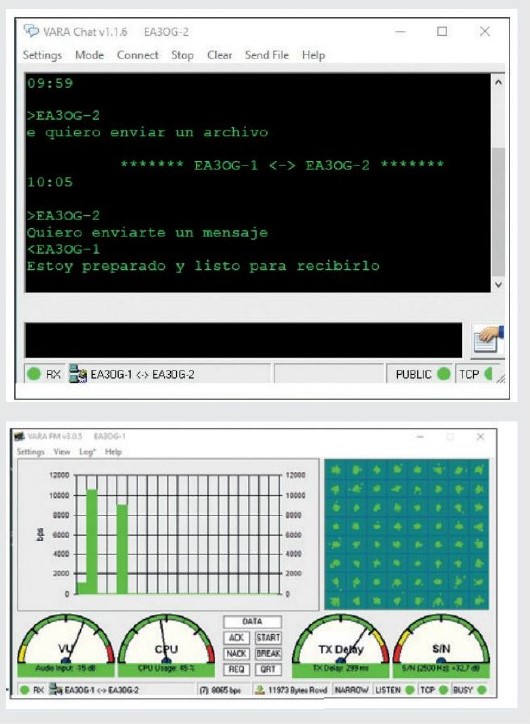 VARA Chat v1.1.6 EA3OG-2
Settings Mode Connect Stop Clear Send File Help
09:59
>EA3OG-2
e quiero enviar un archivo
******* EA3OG-1 <-> EA3OG-2 *******
10:05
>EA3OG-2
Quiero enviarte un mensaje
<EA3OG-1
Estoy preparado y listo para recibirlo
RX EA3OG-1 <-> EA3OG-2 PUBLIC TCP
VARA FM v3.0.5 EA3OG-1
Settings View Log* Help
12000 12000
10000 10000
8000 8000
6000 6000
4000 4000
2000 2000
0 0
bps
VU
Audio Input: -15 dB
CPU
CPU Usage: 45 %
DATA
ACK START
NACK BREAK
REQ QRT
TX Delay
TX Delay: 299 ms
S/N
S/N (2500 Hz): +32,7 dB
RX EA3OG-1 <-> EA3OG-2 (7) 9065 bps 11973 Bytes Rcvd NARROW LISTEN TCP BUSY